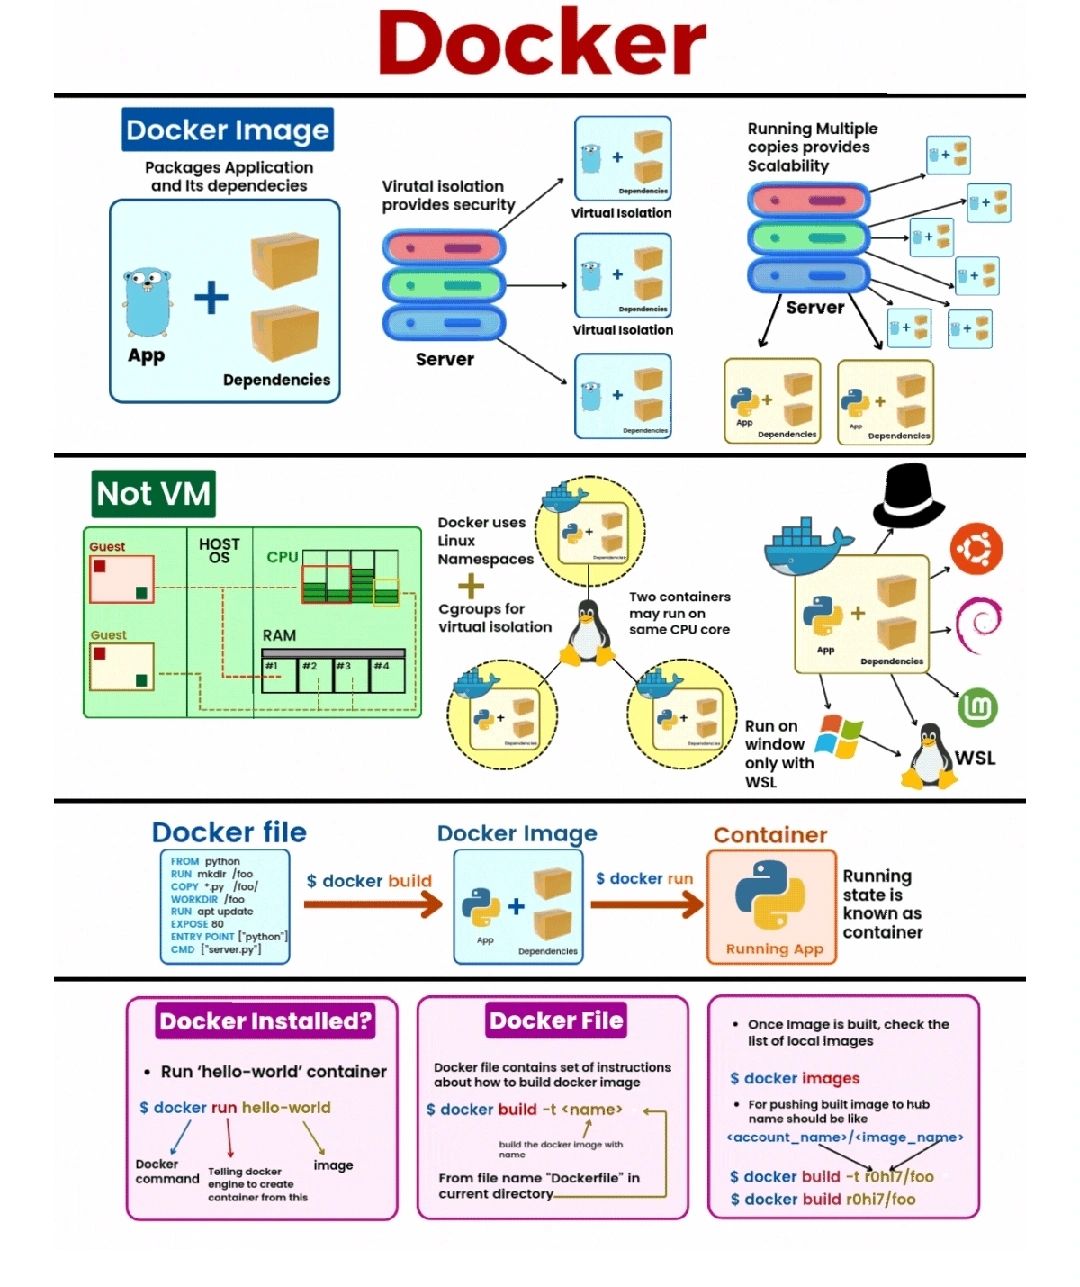 Docker
Docker Image
Packages Application
and Its dependecies
App
Dependencies
Virutal isolation
provides security
Server
Dependencies
Virtual Isolation
Dependencies
Virtual Isolation
Dependencies
Running Multiple
copies provides
Scalability
Server
App
Dependencies
App
Dependencies
Not VM
Guest
Guest
HOST
OS
CPU
RAM
#1 #2 #3 #4
Docker uses
Linux
Namespaces
Cgroups for
virtual isolation
Dependencies
Two containers
may run on
same CPU core
Dependencies
Dependencies
App
Dependencies
Run on
window
only with
WSL
WSL
Docker file
FROM python
RUN mkdir /foo
COPY *.py /foo/
WORKDIR /foo
RUN apt update
EXPOSE 80
ENTRY POINT ["python"]
CMD ["server.py"]
$ docker build
Docker Image
App
Dependencies
$ docker run
Container
Running App
Running
state is
known as
container
Docker Installed?
• Run 'hello-world' container
$ docker run hello-world
Docker
command
Telling docker
engine to create
container from this
image
Docker File
Docker file contains set of instructions
about how to build docker image
$ docker build -t <name>
build the docker image with
name
From file name "Dockerfile" in
current directory
• Once Image is built, check the
list of local Images
$ docker images
• For pushing built image to hub
name should be like
<account_name>/<image_name>
$ docker build -t r0hi7/foo
$ docker build r0hi7/foo